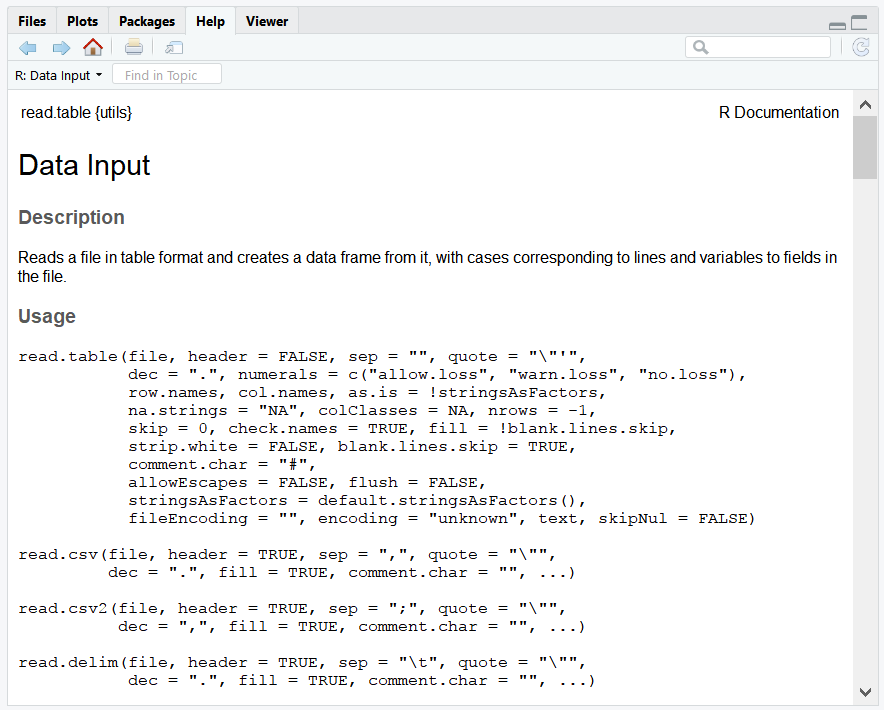 Files Plots Packages Help Viewer
R: Data Input Find in Topic
read.table {utils} R Documentation
Data Input
Description
Reads a file in table format and creates a data frame from it, with cases corresponding to lines and variables to fields in
the file.
Usage
read.table(file, header = FALSE, sep = "", quote = "\"'",
           dec = ".", numerals = c("allow.loss", "warn.loss", "no.loss"),
           row.names, col.names, as.is = !stringsAsFactors,
           na.strings = "NA", colClasses = NA, nrows = -1,
           skip = 0, check.names = TRUE, fill = !blank.lines.skip,
           strip.white = FALSE, blank.lines.skip = TRUE,
           comment.char = "#",
           allowEscapes = FALSE, flush = FALSE,
           stringsAsFactors = default.stringsAsFactors(),
           fileEncoding = "", encoding = "unknown", text, skipNul = FALSE)
read.csv(file, header = TRUE, sep = ",", quote = "\"",
         dec = ".", fill = TRUE, comment.char = "", ...)
read.csv2(file, header = TRUE, sep = ";", quote = "\"",
          dec = ",", fill = TRUE, comment.char = "", ...)
read.delim(file, header = TRUE, sep = "\t", quote = "\"",
           dec = ".", fill = TRUE, comment.char = "", ...)